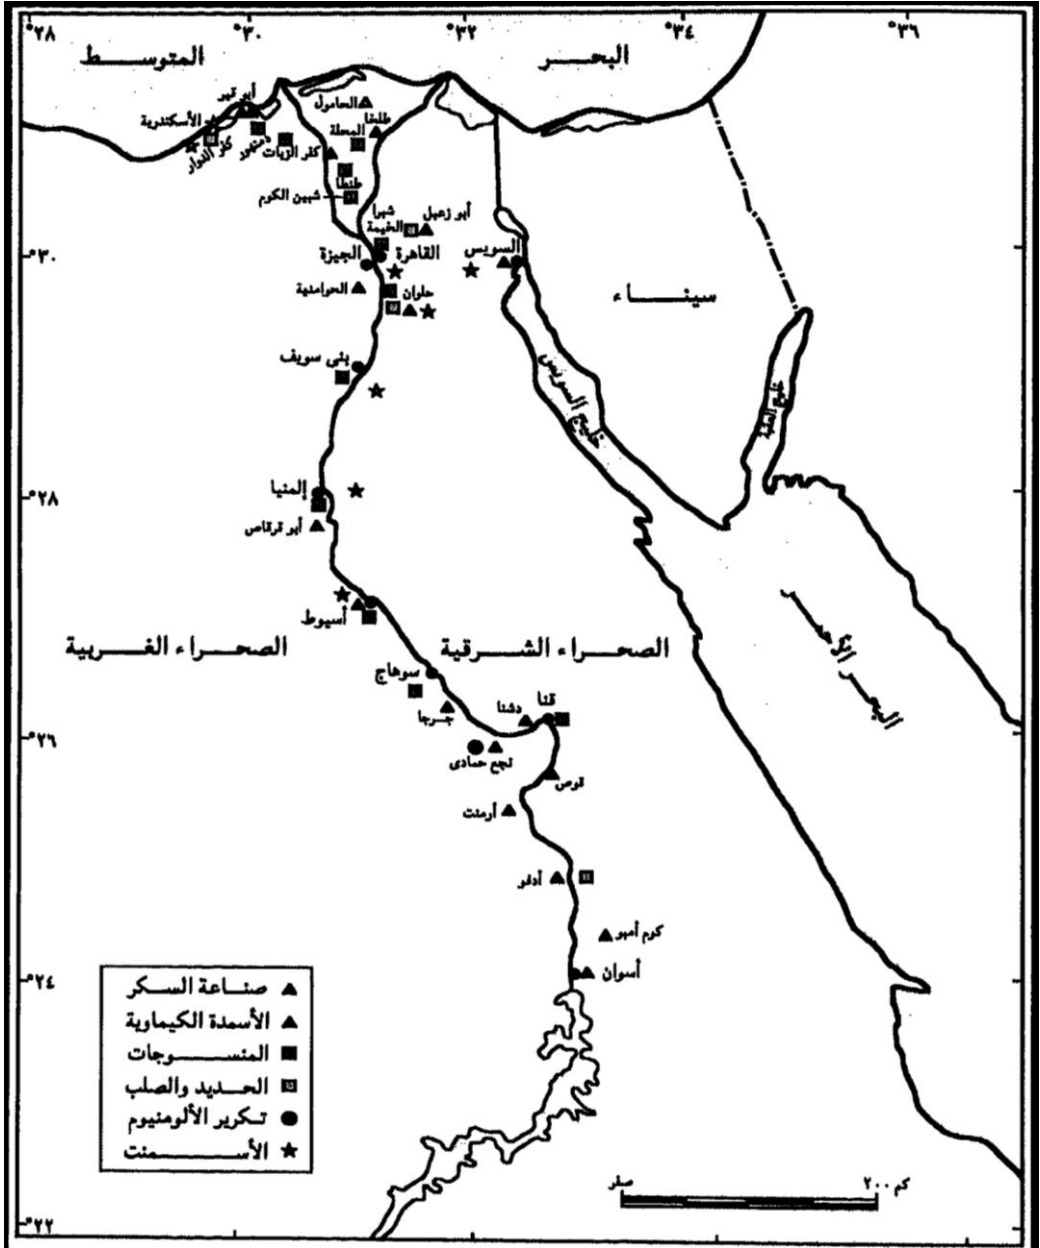 °٢٨
°٣٠
°٣٢
°٣٤
°٣٦
المتوسط
البحر
أبو قير
الأسكندرية
كفر الدوار
دمنهور
الحامول
طلخا
المحلة
كفر الزيات
طنطا
شبين الكوم
شبرا
الخيمة
أبو زعبل
°٣٠
الجيزة
القاهرة
السويس
الحوامدية
حلوان
سيناء
بنى سويف
خليج السويس
خليج العقبة
°٢٨
المنيا
أبو قرقاص
أسيوط
الصحراء الغربية
الصحراء الشرقية
البحر الأحمر
سوهاج
جرجا
دشنا
قنا
°٢٦
نجع حمادى
قوص
أرمنت
أدفو
كوم أمبو
أسوان
°٢٤
صناعة السكر
الأسمدة الكيماوية
المنسوجات
الحديد والصلب
تكرير الألومنيوم
الأسمنت
صفر
٢٠٠ كم
°٢٢